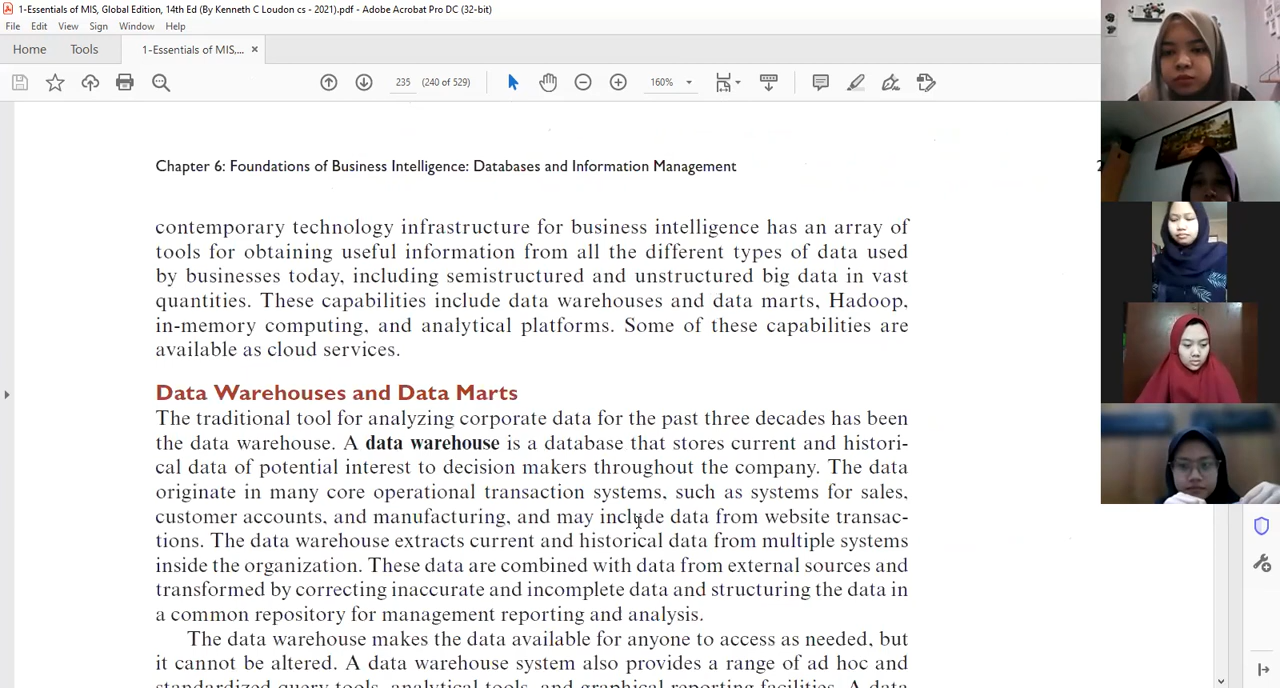 1-Essentials of MIS, Global Edition, 14th Ed (By Kenneth C Loudon cs - 2021).pdf - Adobe Acrobat Pro DC (32-bit)
File Edit View Sign Window Help
Home Tools 1-Essentials of MIS,... ×
235 (240 of 529) 160%
Chapter 6: Foundations of Business Intelligence: Databases and Information Management
contemporary technology infrastructure for business intelligence has an array of
tools for obtaining useful information from all the different types of data used
by businesses today, including semistructured and unstructured big data in vast
quantities. These capabilities include data warehouses and data marts, Hadoop,
in-memory computing, and analytical platforms. Some of these capabilities are
available as cloud services.
Data Warehouses and Data Marts
The traditional tool for analyzing corporate data for the past three decades has been
the data warehouse. A data warehouse is a database that stores current and histori-
cal data of potential interest to decision makers throughout the company. The data
originate in many core operational transaction systems, such as systems for sales,
customer accounts, and manufacturing, and may include data from website transac-
tions. The data warehouse extracts current and historical data from multiple systems
inside the organization. These data are combined with data from external sources and
transformed by correcting inaccurate and incomplete data and structuring the data in
a common repository for management reporting and analysis.
The data warehouse makes the data available for anyone to access as needed, but
it cannot be altered. A data warehouse system also provides a range of ad hoc and
standardized query tools, analytical tools, and graphical reporting facilities. A data